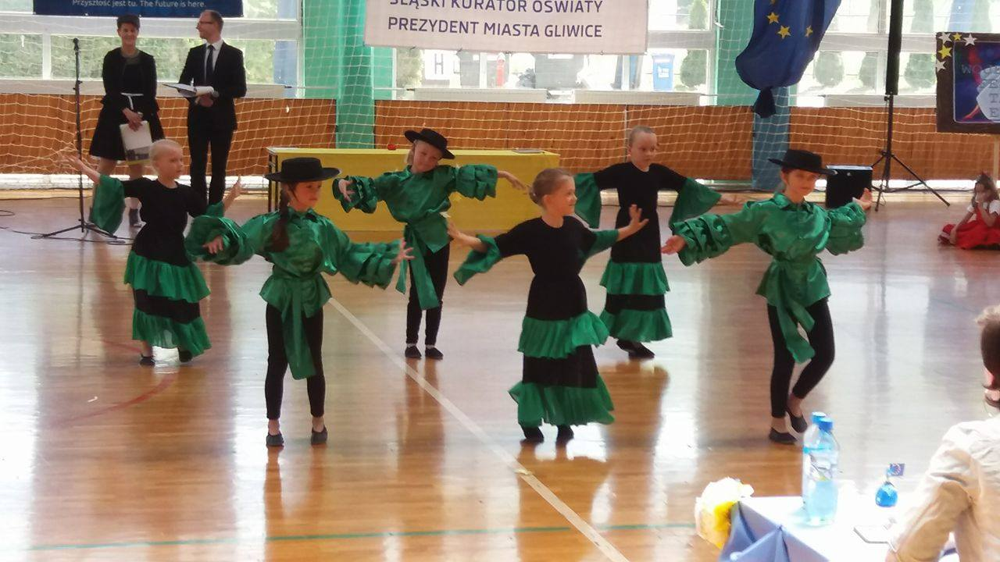 Przyszłość jest tu. The future is here.
ŚLĄSKI KURATOR OŚWIATY
PREZYDENT MIASTA GLIWICE